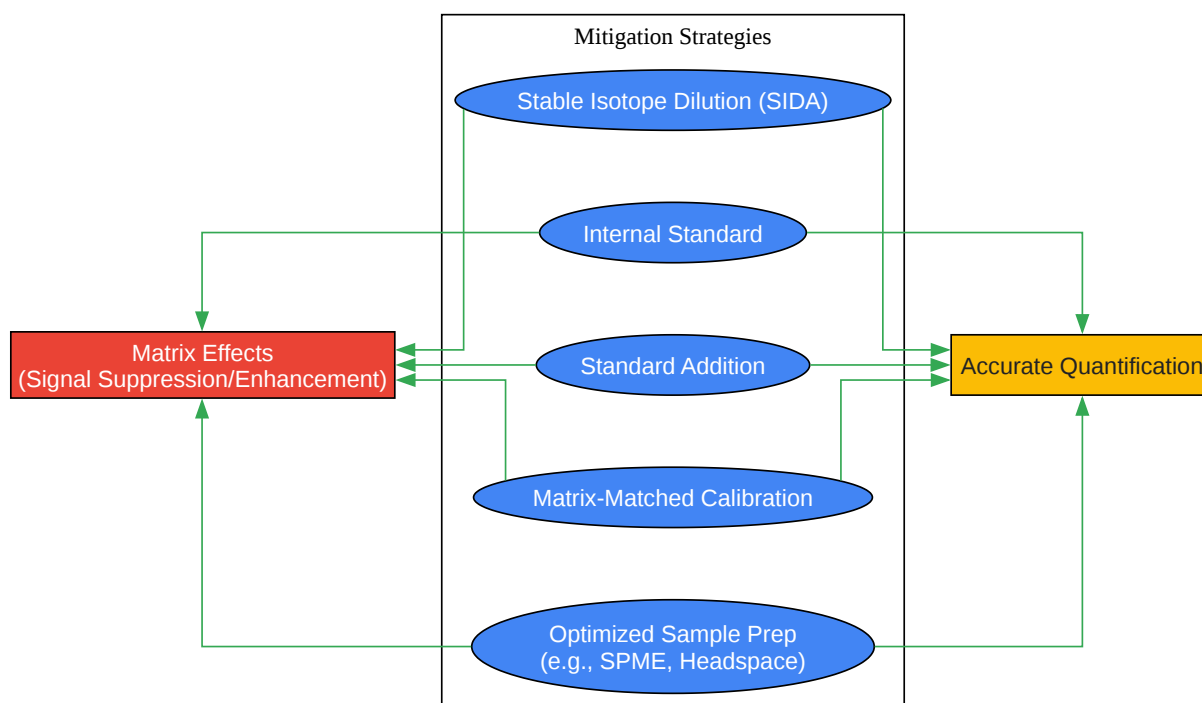 Mitigation Strategies
Stable Isotope Dilution (SIDA)
Internal Standard
Matrix Effects
(Signal Suppression/Enhancement)
Standard Addition
Accurate Quantification
Matrix-Matched Calibration
Optimized Sample Prep
(e.g., SPME, Headspace)